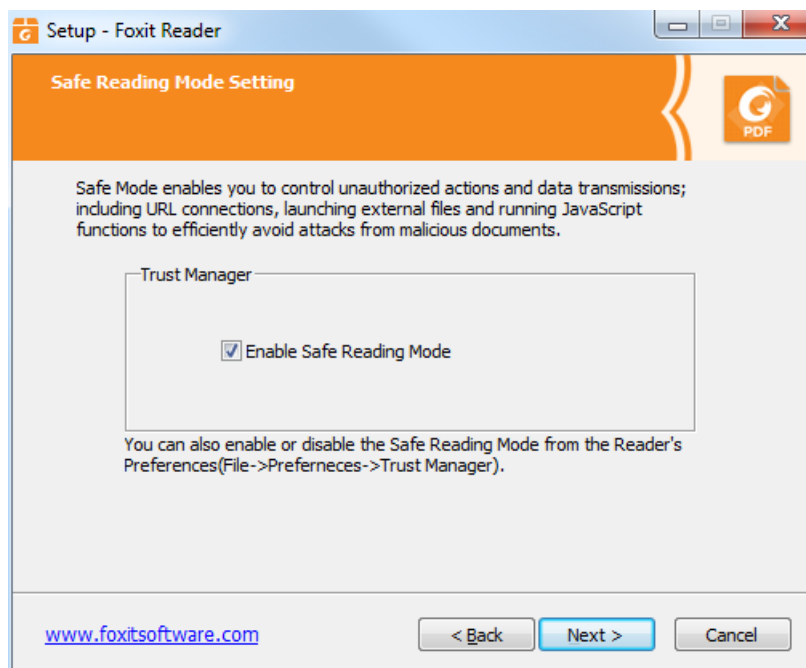 Setup - Foxit Reader
Safe Reading Mode Setting
PDF
Safe Mode enables you to control unauthorized actions and data transmissions;
including URL connections, launching external files and running JavaScript
functions to efficiently avoid attacks from malicious documents.
Trust Manager
Enable Safe Reading Mode
You can also enable or disable the Safe Reading Mode from the Reader's
Preferences(File->Preferneces->Trust Manager).
www.foxitsoftware.com
< Back
Next >
Cancel